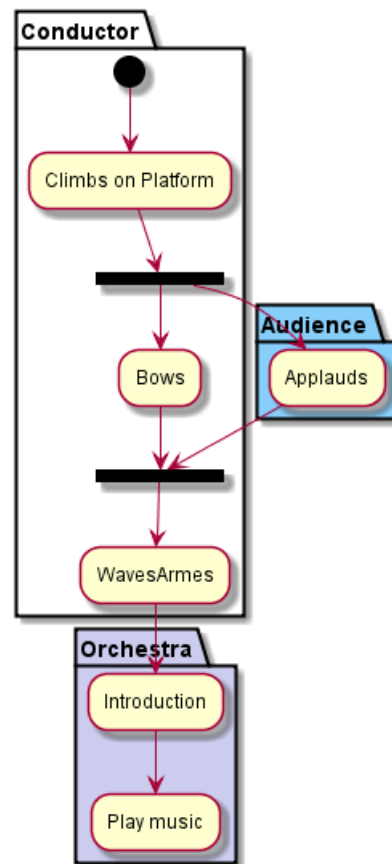 Conductor
Climbs on Platform
Audience
Bows
Applauds
WavesArmes
Orchestra
Introduction
Play music